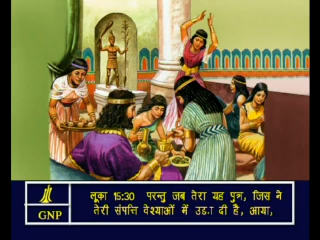 लूका 15:30 परन्तु जब तेरा यह पुत्र, जिस ने
तेरी संपत्ति वेश्याओं में उड़ा दी है, आया,
GNP